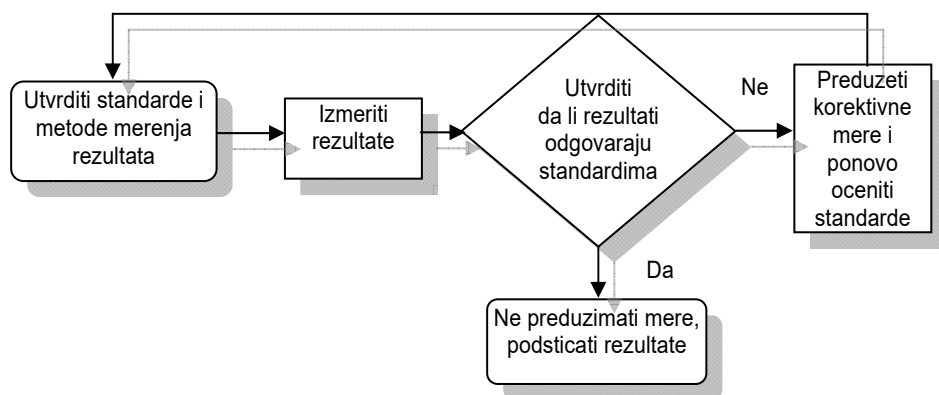 Utvrditi standarde i
metode merenja
rezultata
Izmeriti
rezultate
Utvrditi
da li rezultati
odgovaraju
standardima
Ne
Preduzeti
korektivne
mere i
ponovo
oceniti
standarde
Da
Ne preduzimati mere,
podsticati rezultate